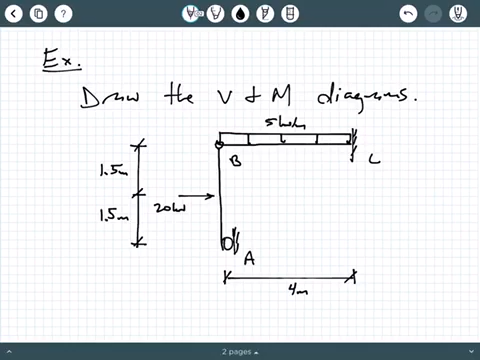 Ex.
Draw the V & M diagrams.
5kN/m
B
C
1.5m
1.5m
20kN
A
4m
2 pages